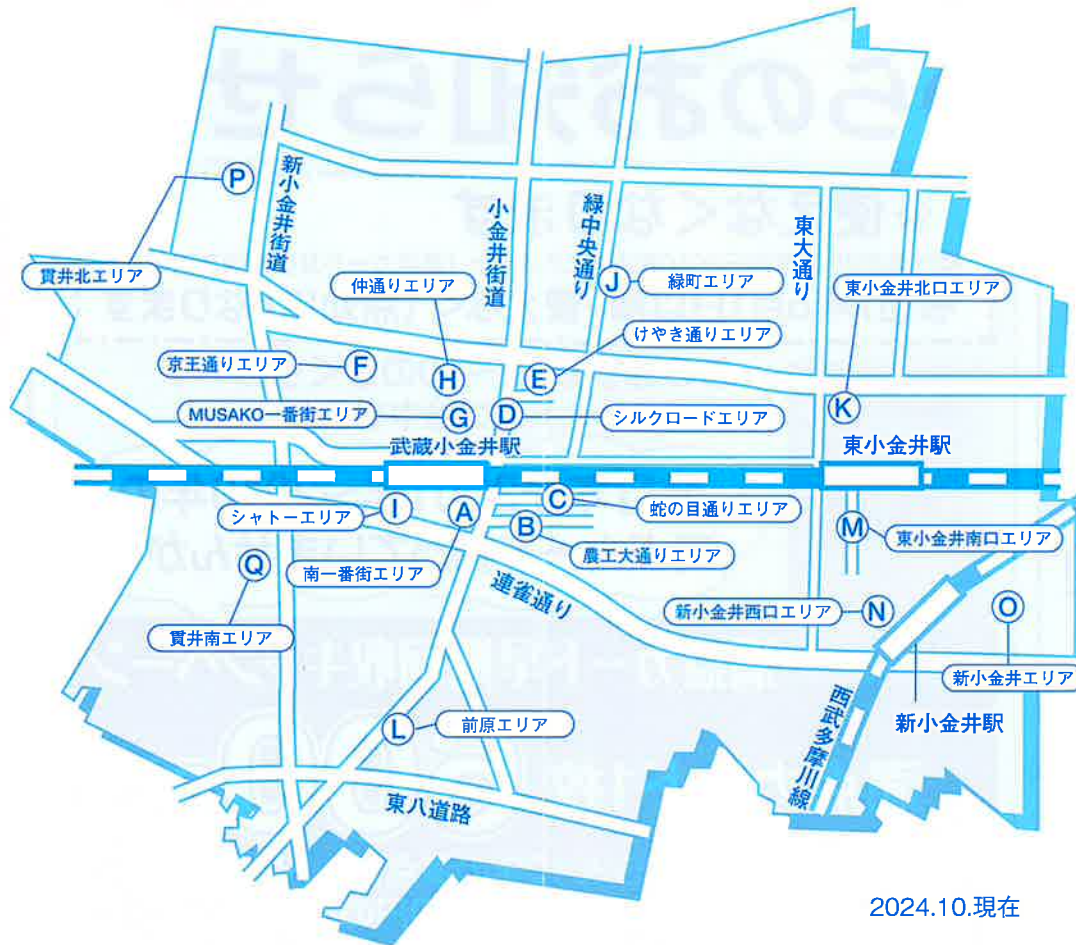 P
新小金井街道
小金井街道
緑中央通り
東大通り
貫井北エリア
仲通りエリア
J
緑町エリア
東小金井北口エリア
けやき通りエリア
京王通りエリア
F
H
E
MUSAKO一番街エリア
G
D
シルクロードエリア
K
武蔵小金井駅
東小金井駅
シャトーエリア
I
A
C
蛇の目通りエリア
B
農工大通りエリア
M
東小金井南口エリア
南一番街エリア
Q
連雀通り
貫井南エリア
新小金井西口エリア
N
O
新小金井エリア
新小金井駅
L
前原エリア
西武多摩川線
東八道路
2024.10.現在